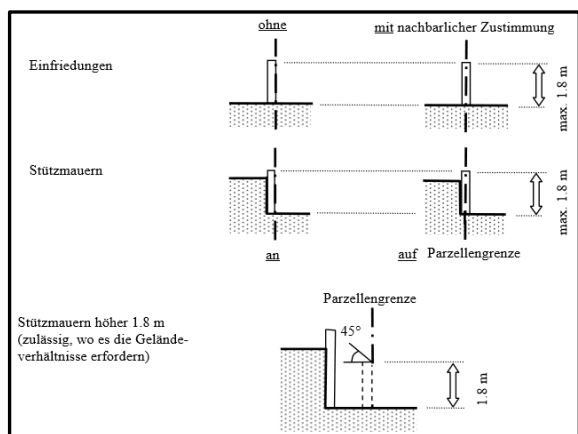 ohne
mit nachbarlicher Zustimmung
Einfriedungen
max. 1.8 m
Stützmauern
max. 1.8 m
an
auf Parzellengrenze
Parzellengrenze
Stützmauern höher 1.8 m
(zulässig, wo es die Gelände-
verhältnisse erfordern)
45°
1.8 m